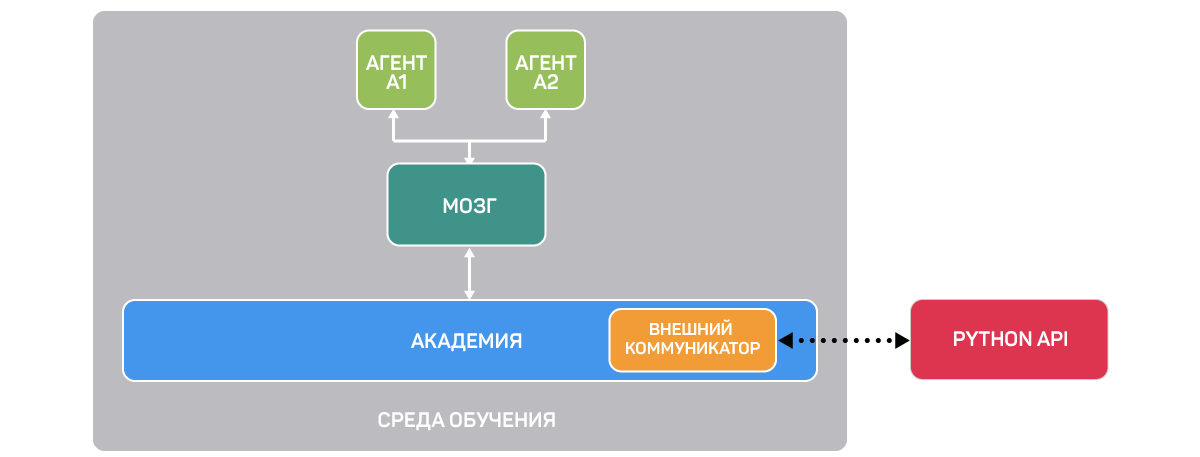 АГЕНТ
А1
АГЕНТ
А2
МОЗГ
АКАДЕМИЯ
ВНЕШНИЙ
КОММУНИКАТОР
PYTHON API
СРЕДА ОБУЧЕНИЯ